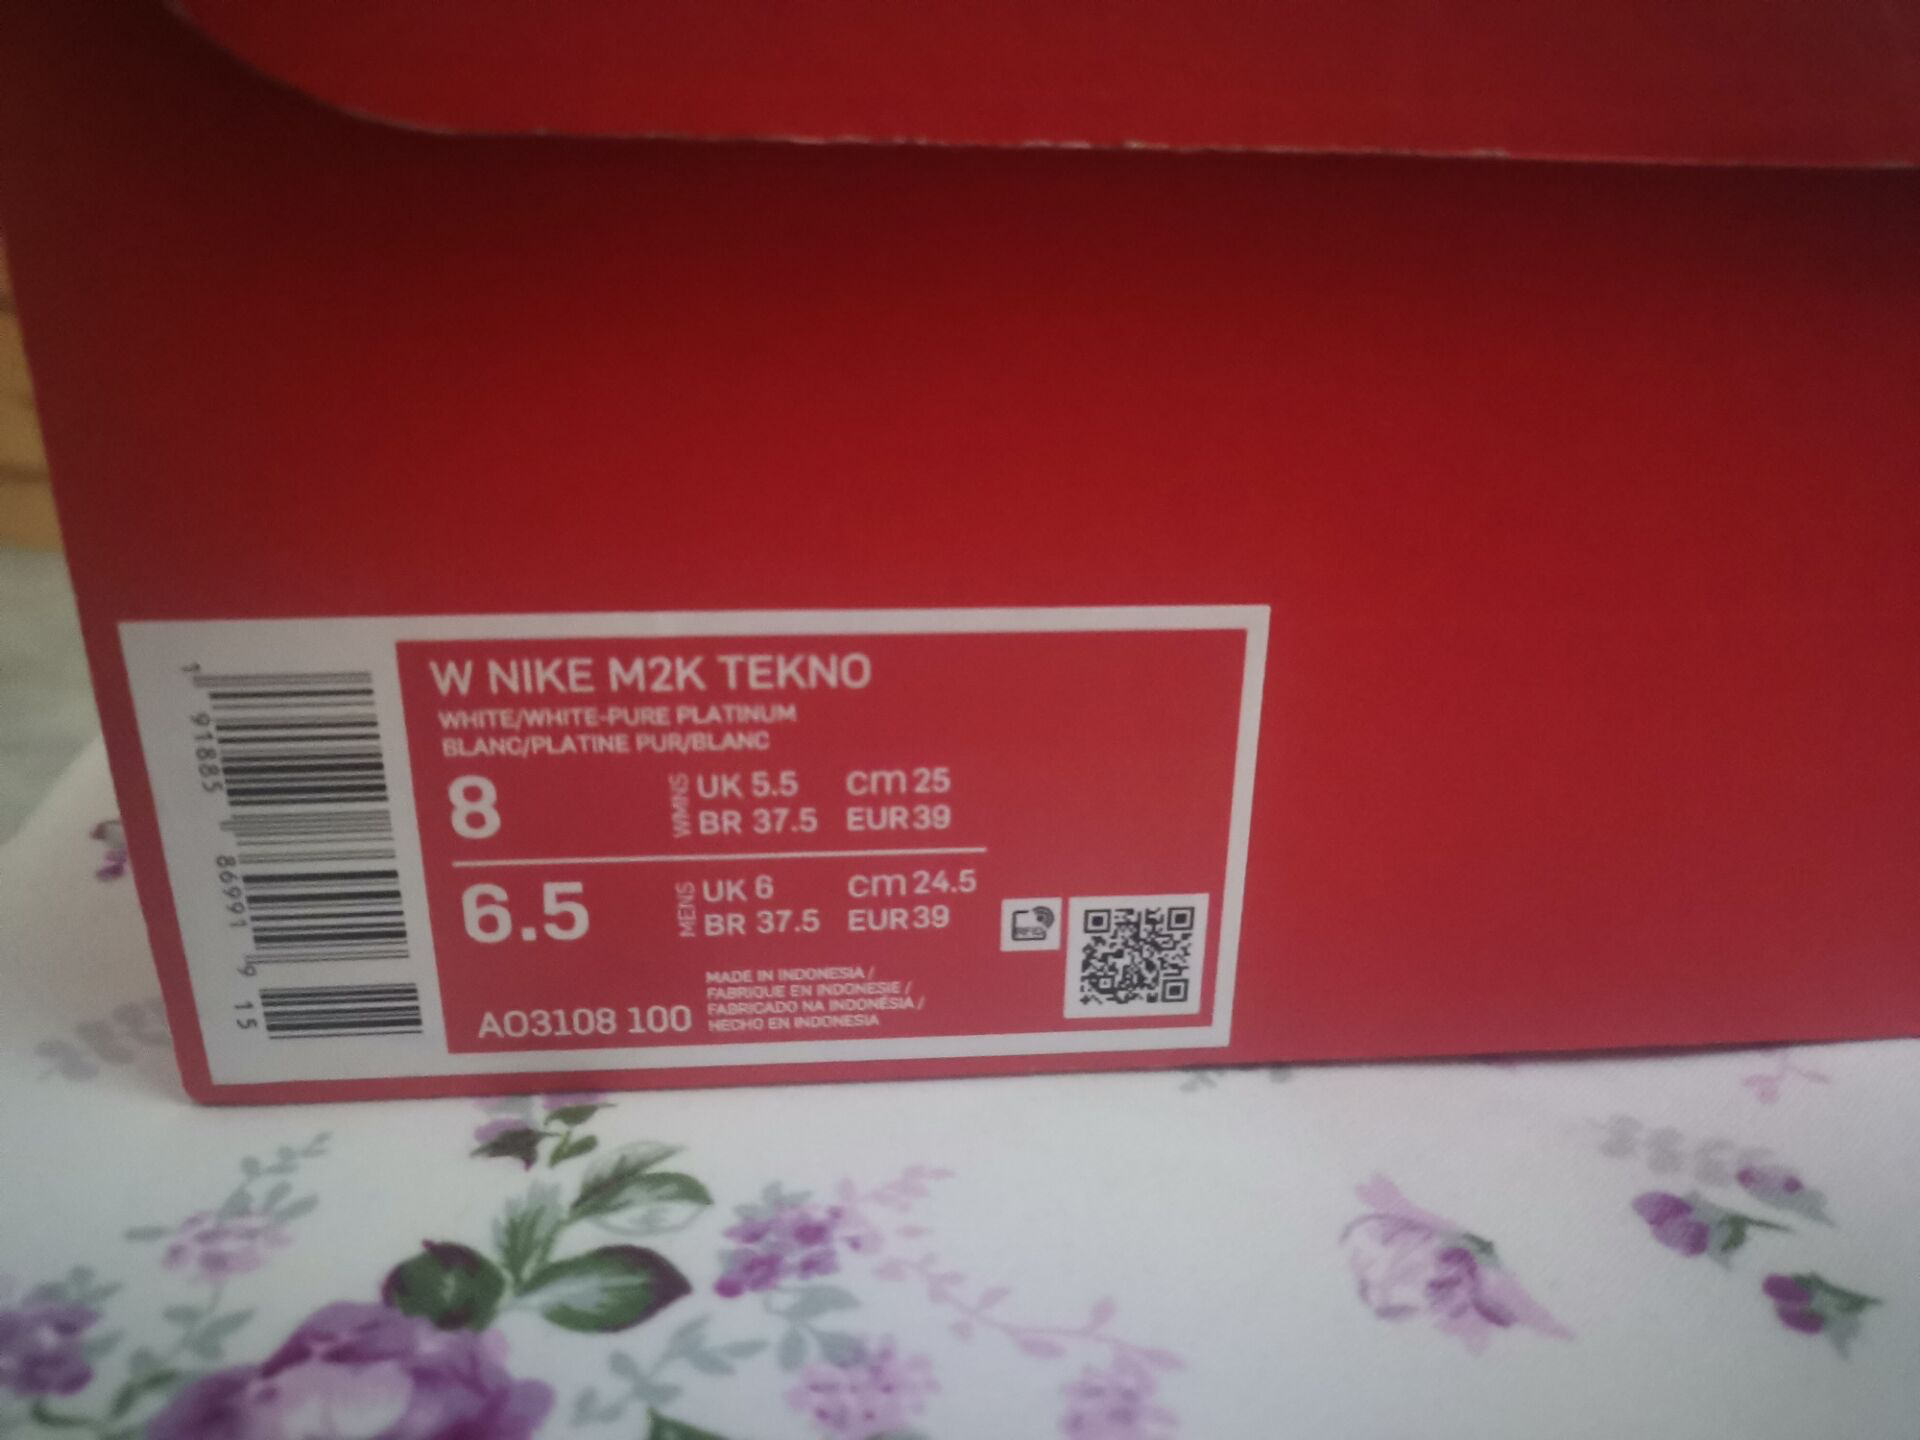 W NIKE M2K TEKNO
WHITE/WHITE-PURE PLATINUM
BLANC/PLATINE PUR/BLANC
8 WMNS UK 5.5 cm 25
BR 37.5 EUR 39
6.5 MENS UK 6 cm 24.5
BR 37.5 EUR 39
AO3108 100
MADE IN INDONESIA /
FABRIQUE EN INDONESIE /
FABRICADO NA INDONÉSIA /
HECHO EN INDONESIA
RFID
1 91885 0 86991 9 15